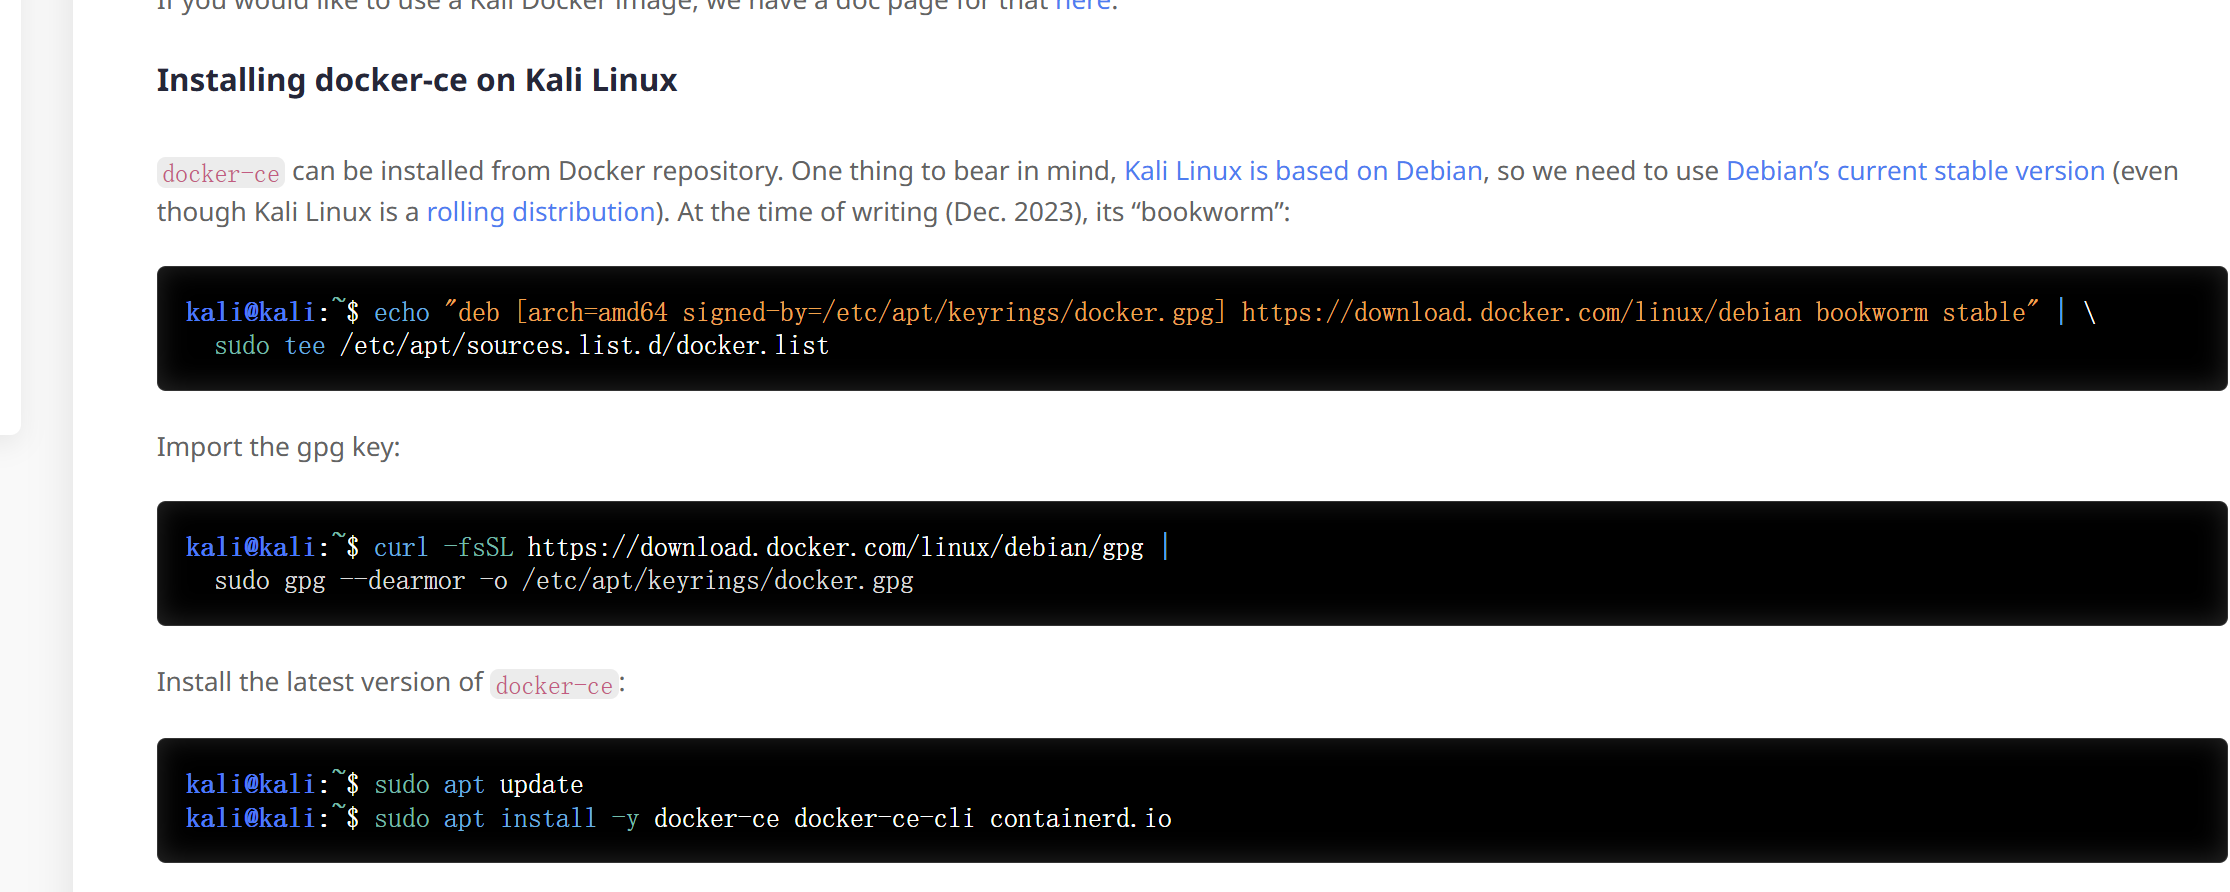 If you would like to use a Kali Docker image, we have a doc page for that here.
Installing docker-ce on Kali Linux
docker-ce can be installed from Docker repository. One thing to bear in mind, Kali Linux is based on Debian, so we need to use Debian’s current stable version (even
though Kali Linux is a rolling distribution). At the time of writing (Dec. 2023), its “bookworm”:
kali@kali:~$ echo "deb [arch=amd64 signed-by=/etc/apt/keyrings/docker.gpg] https://download.docker.com/linux/debian bookworm stable" | \
  sudo tee /etc/apt/sources.list.d/docker.list
Import the gpg key:
kali@kali:~$ curl -fsSL https://download.docker.com/linux/debian/gpg |
  sudo gpg --dearmor -o /etc/apt/keyrings/docker.gpg
Install the latest version of docker-ce:
kali@kali:~$ sudo apt update
kali@kali:~$ sudo apt install -y docker-ce docker-ce-cli containerd.io